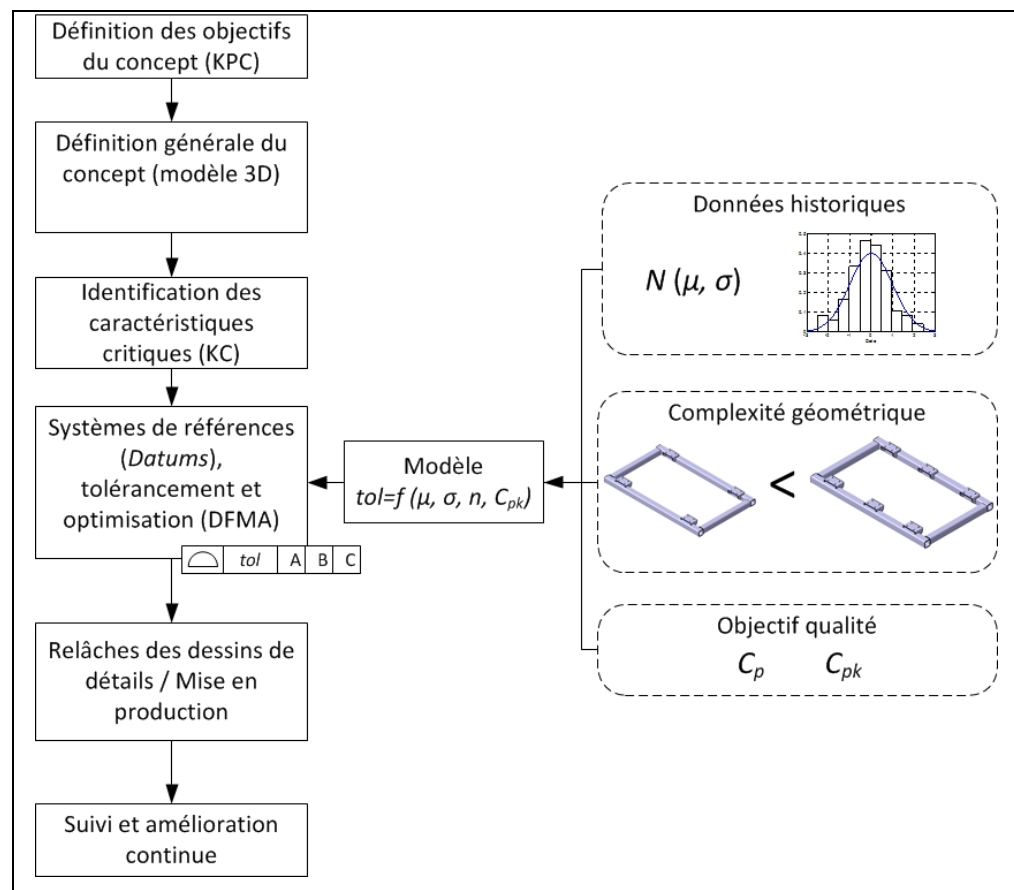 Définition des objectifs
du concept (KPC)
Définition générale du
concept (modèle 3D)
Identification des
caractéristiques
critiques (KC)
Systèmes de références
(Datums),
tolérancement et
optimisation (DFMA)
tol A B C
Relâches des dessins de
détails / Mise en
production
Suivi et amélioration
continue
Modèle
tol=f (μ, σ, n, Cpk)
Données historiques
N (μ, σ)
Complexité géométrique
<
Objectif qualité
Cp Cpk